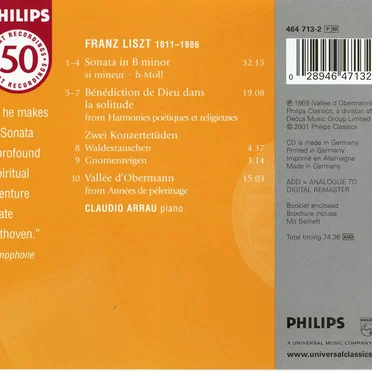 PHILIPS
T RECORDINGS
50
T RECORDINGS
he makes
Sonata
profound
spiritual
enture
ate
thoven."
mophone
FRANZ LISZT 1811–1886
1–4 Sonata in B minor 32.15
si mineur – h-Moll
5–7 Bénédiction de Dieu dans 19.08
la solitude
from Harmonies poétiques et religieuses
Zwei Konzertetüden
8 Waldesrauschen 4.37
9 Gnomenreigen 3.14
10 Vallée d'Obermann 15.03
from Années de pèlerinage
CLAUDIO ARRAU piano
464 713-2 P M
0 28946 47132
℗ 1969 (Vallée d'Obermann)
Philips Classics, a division of
Decca Music Group Limited
© 2001 Philips Classics
CD is made in Germany
Printed in Germany
Imprimé en Allemagne
Made in Germany
ADD = ANALOGUE TO
DIGITAL REMASTER
Booklet enclosed
Brochure incluse
Mit Beiheft
Total timing 74.36 ADD
PHILIPS
A UNIVERSAL MUSIC COMPANY
www.universalclassics